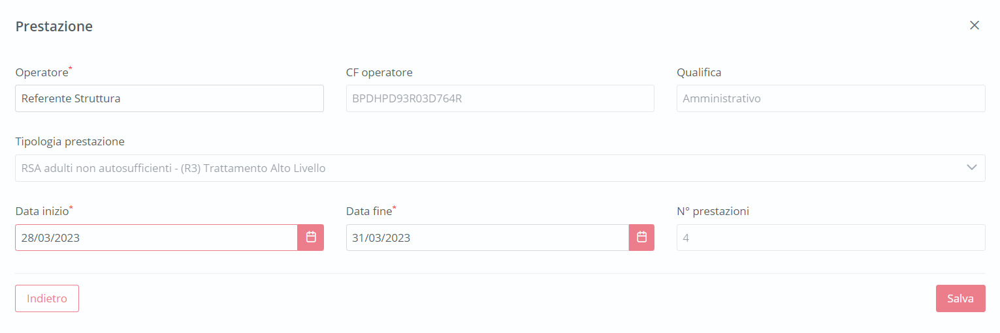 Prestazione
Operatore* CF operatore Qualifica
Referente Struttura BPDHPD93R03D764R Amministrativo
Tipologia prestazione
RSA adulti non autosufficienti - (R3) Trattamento Alto Livello
Data inizio* Data fine* N° prestazioni
28/03/2023 31/03/2023 4
Indietro Salva